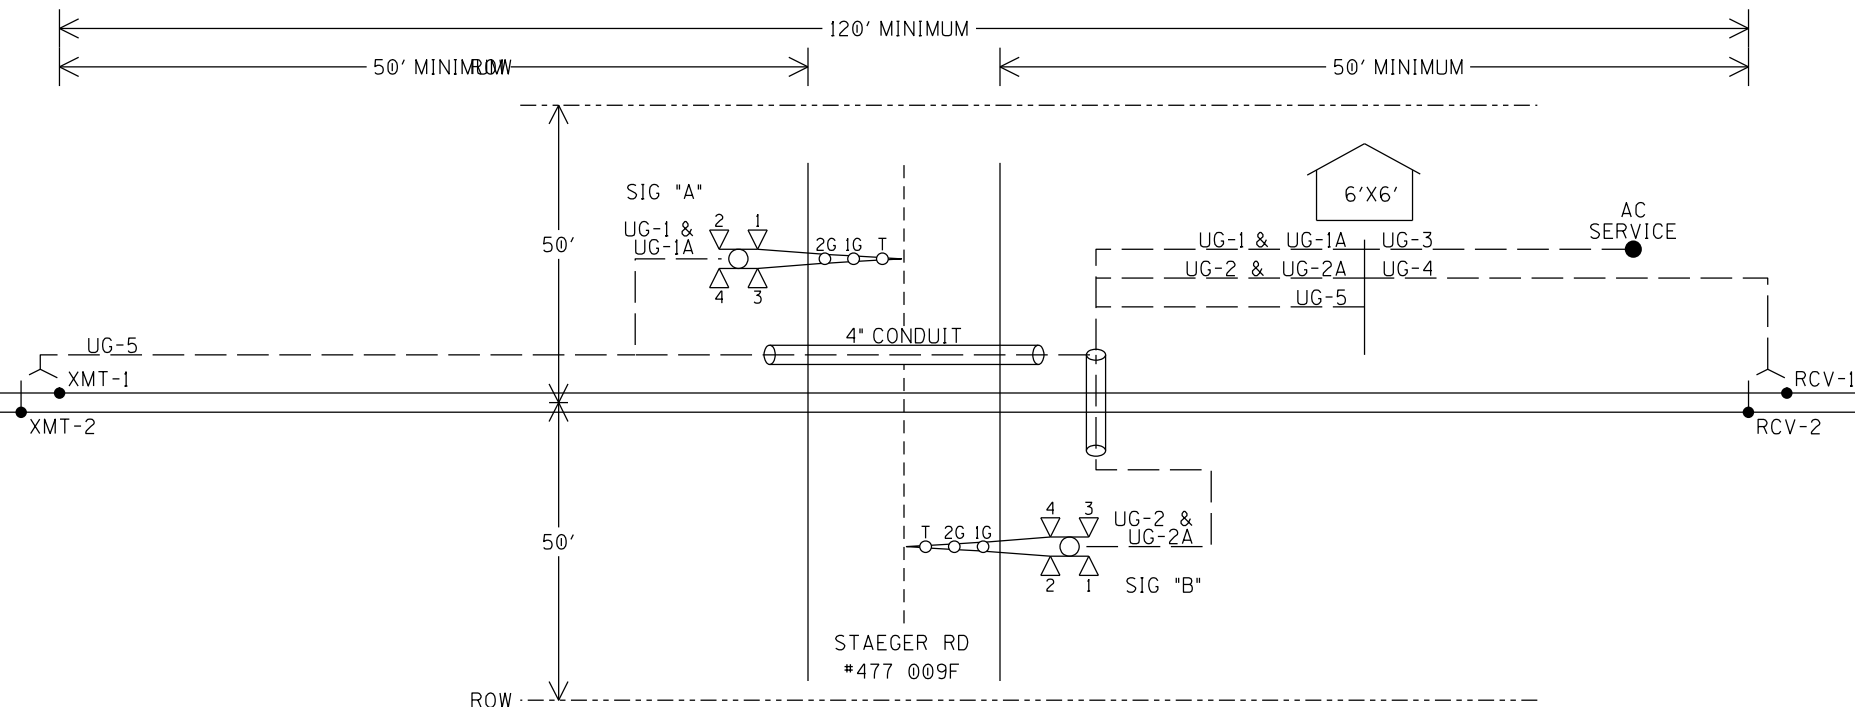 120' MINIMUM
50' MINIMUM
ROW
50' MINIMUM
SIG "A"
UG-1 &
UG-1A
2
1
2G 1G T
4
3
50'
6'X6'
AC
SERVICE
UG-1 & UG-1A
UG-3
UG-2 & UG-2A
UG-4
UG-5
4" CONDUIT
UG-5
XMT-1
XMT-2
RCV-1
RCV-2
50'
T 2G 1G
4
3
UG-2 &
UG-2A
2
1
SIG "B"
STAEGER RD
#477 009F
ROW